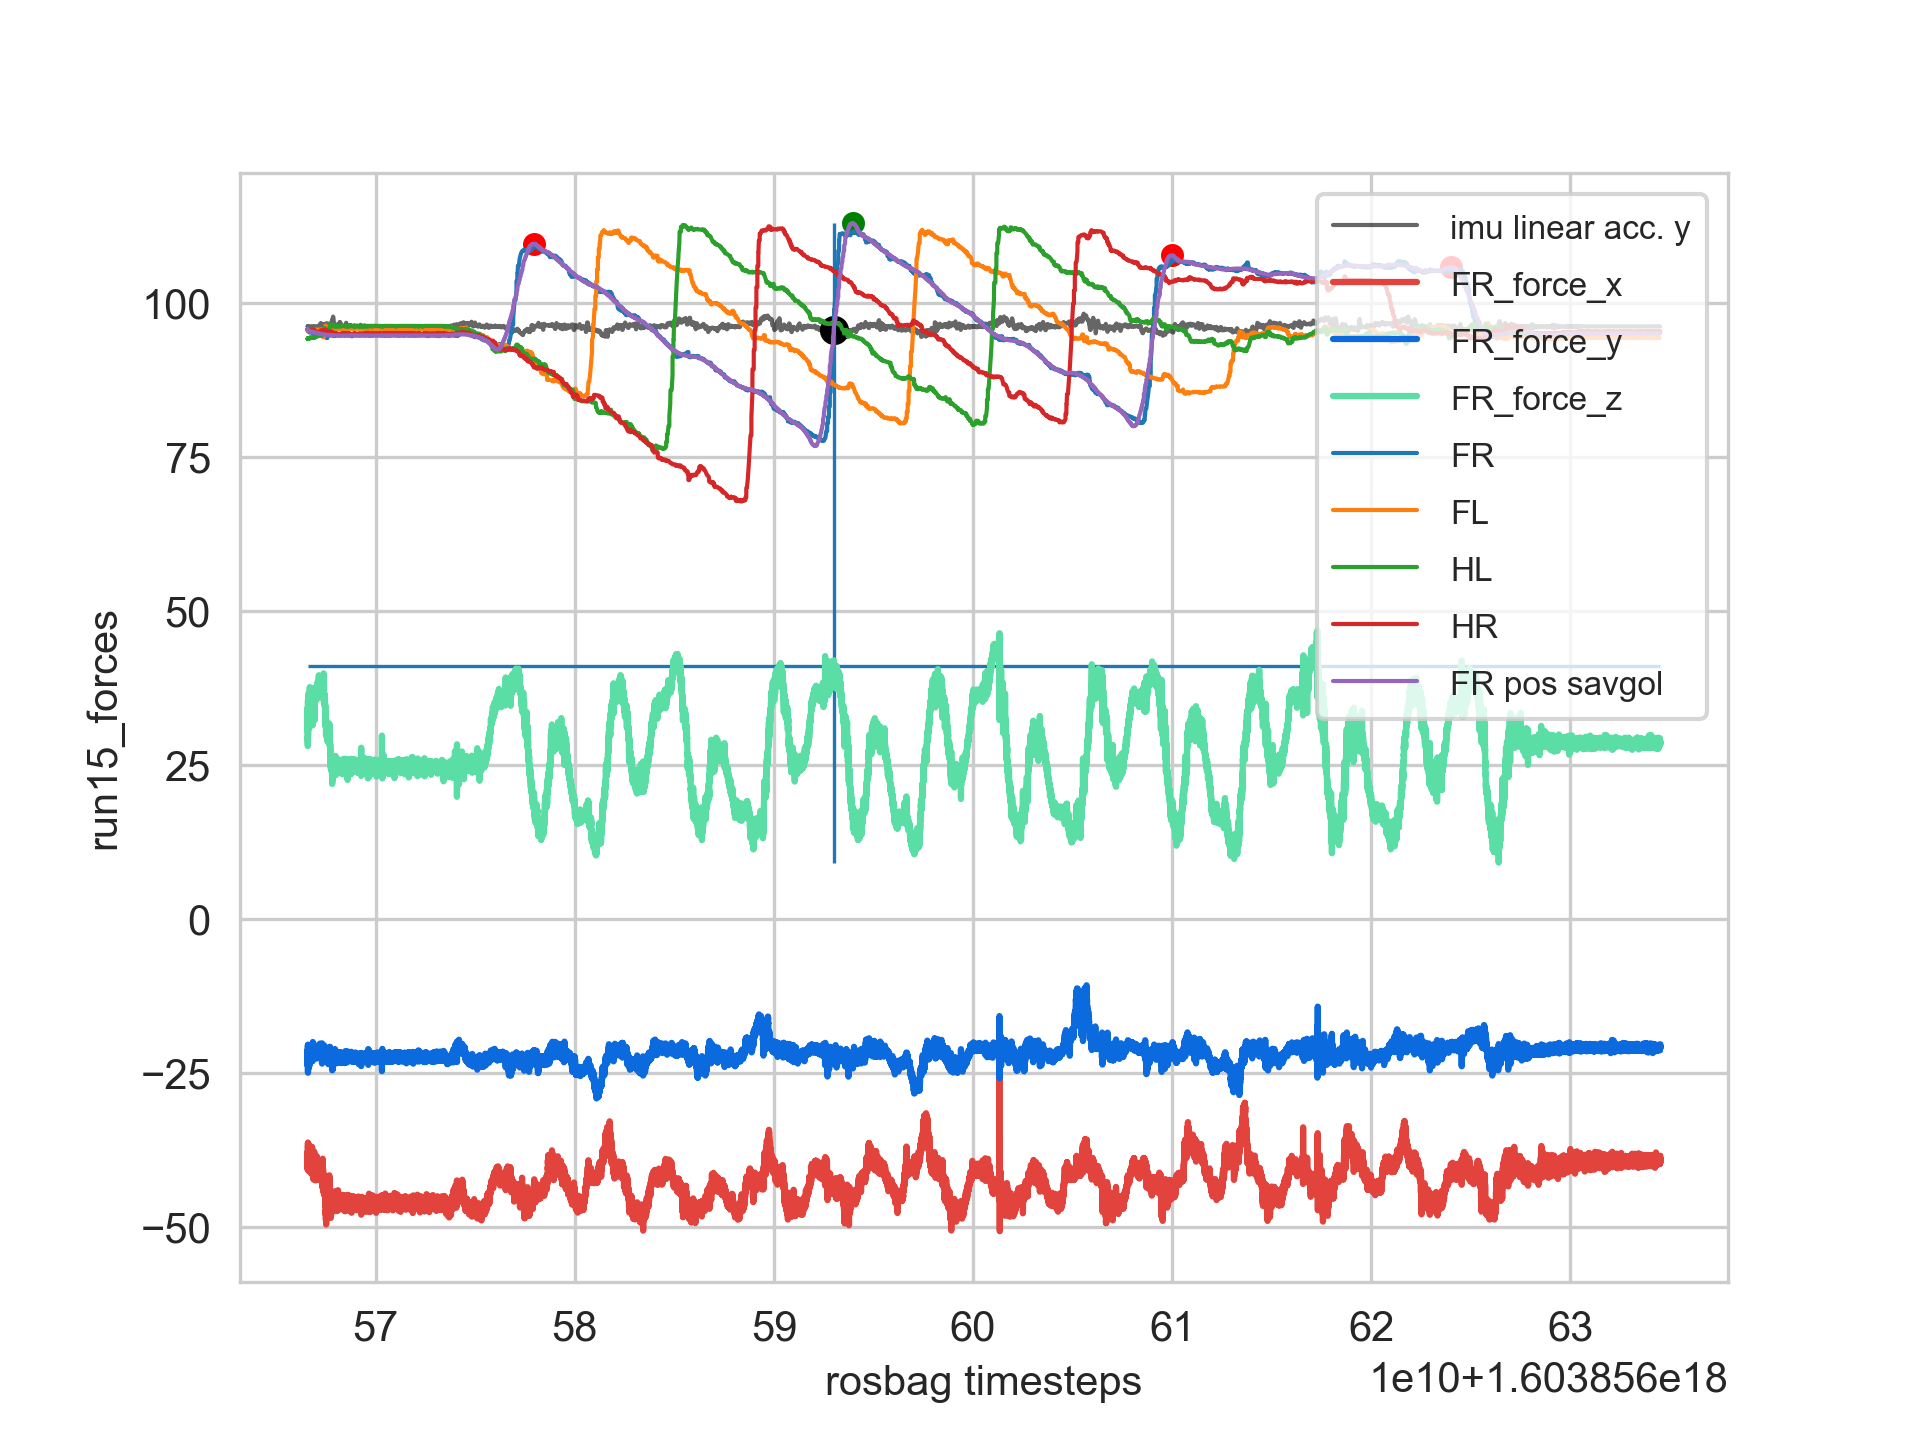 imu linear acc. y
FR_force_x
FR_force_y
FR_force_z
FR
FL
HL
HR
FR pos savgol
100
75
50
25
0
−25
−50
run15_forces
57 58 59 60 61 62 63
rosbag timesteps
1e10+1.603856e18